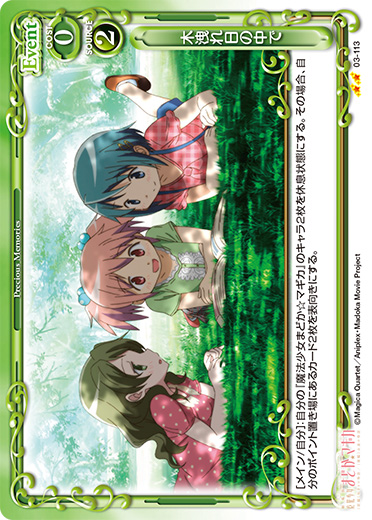 Event
COST
0
SOURCE
2
木洩れ日の中で
Precious Memories
[メイン/自分]:自分の「魔法少女まどか☆マギカ」のキャラ2枚を休息状態にする。その場合、自
分のポイント置き場にあるカード2枚を表向きにする。
©Magica Quartet／Aniplex・Madoka Movie Project
03-113